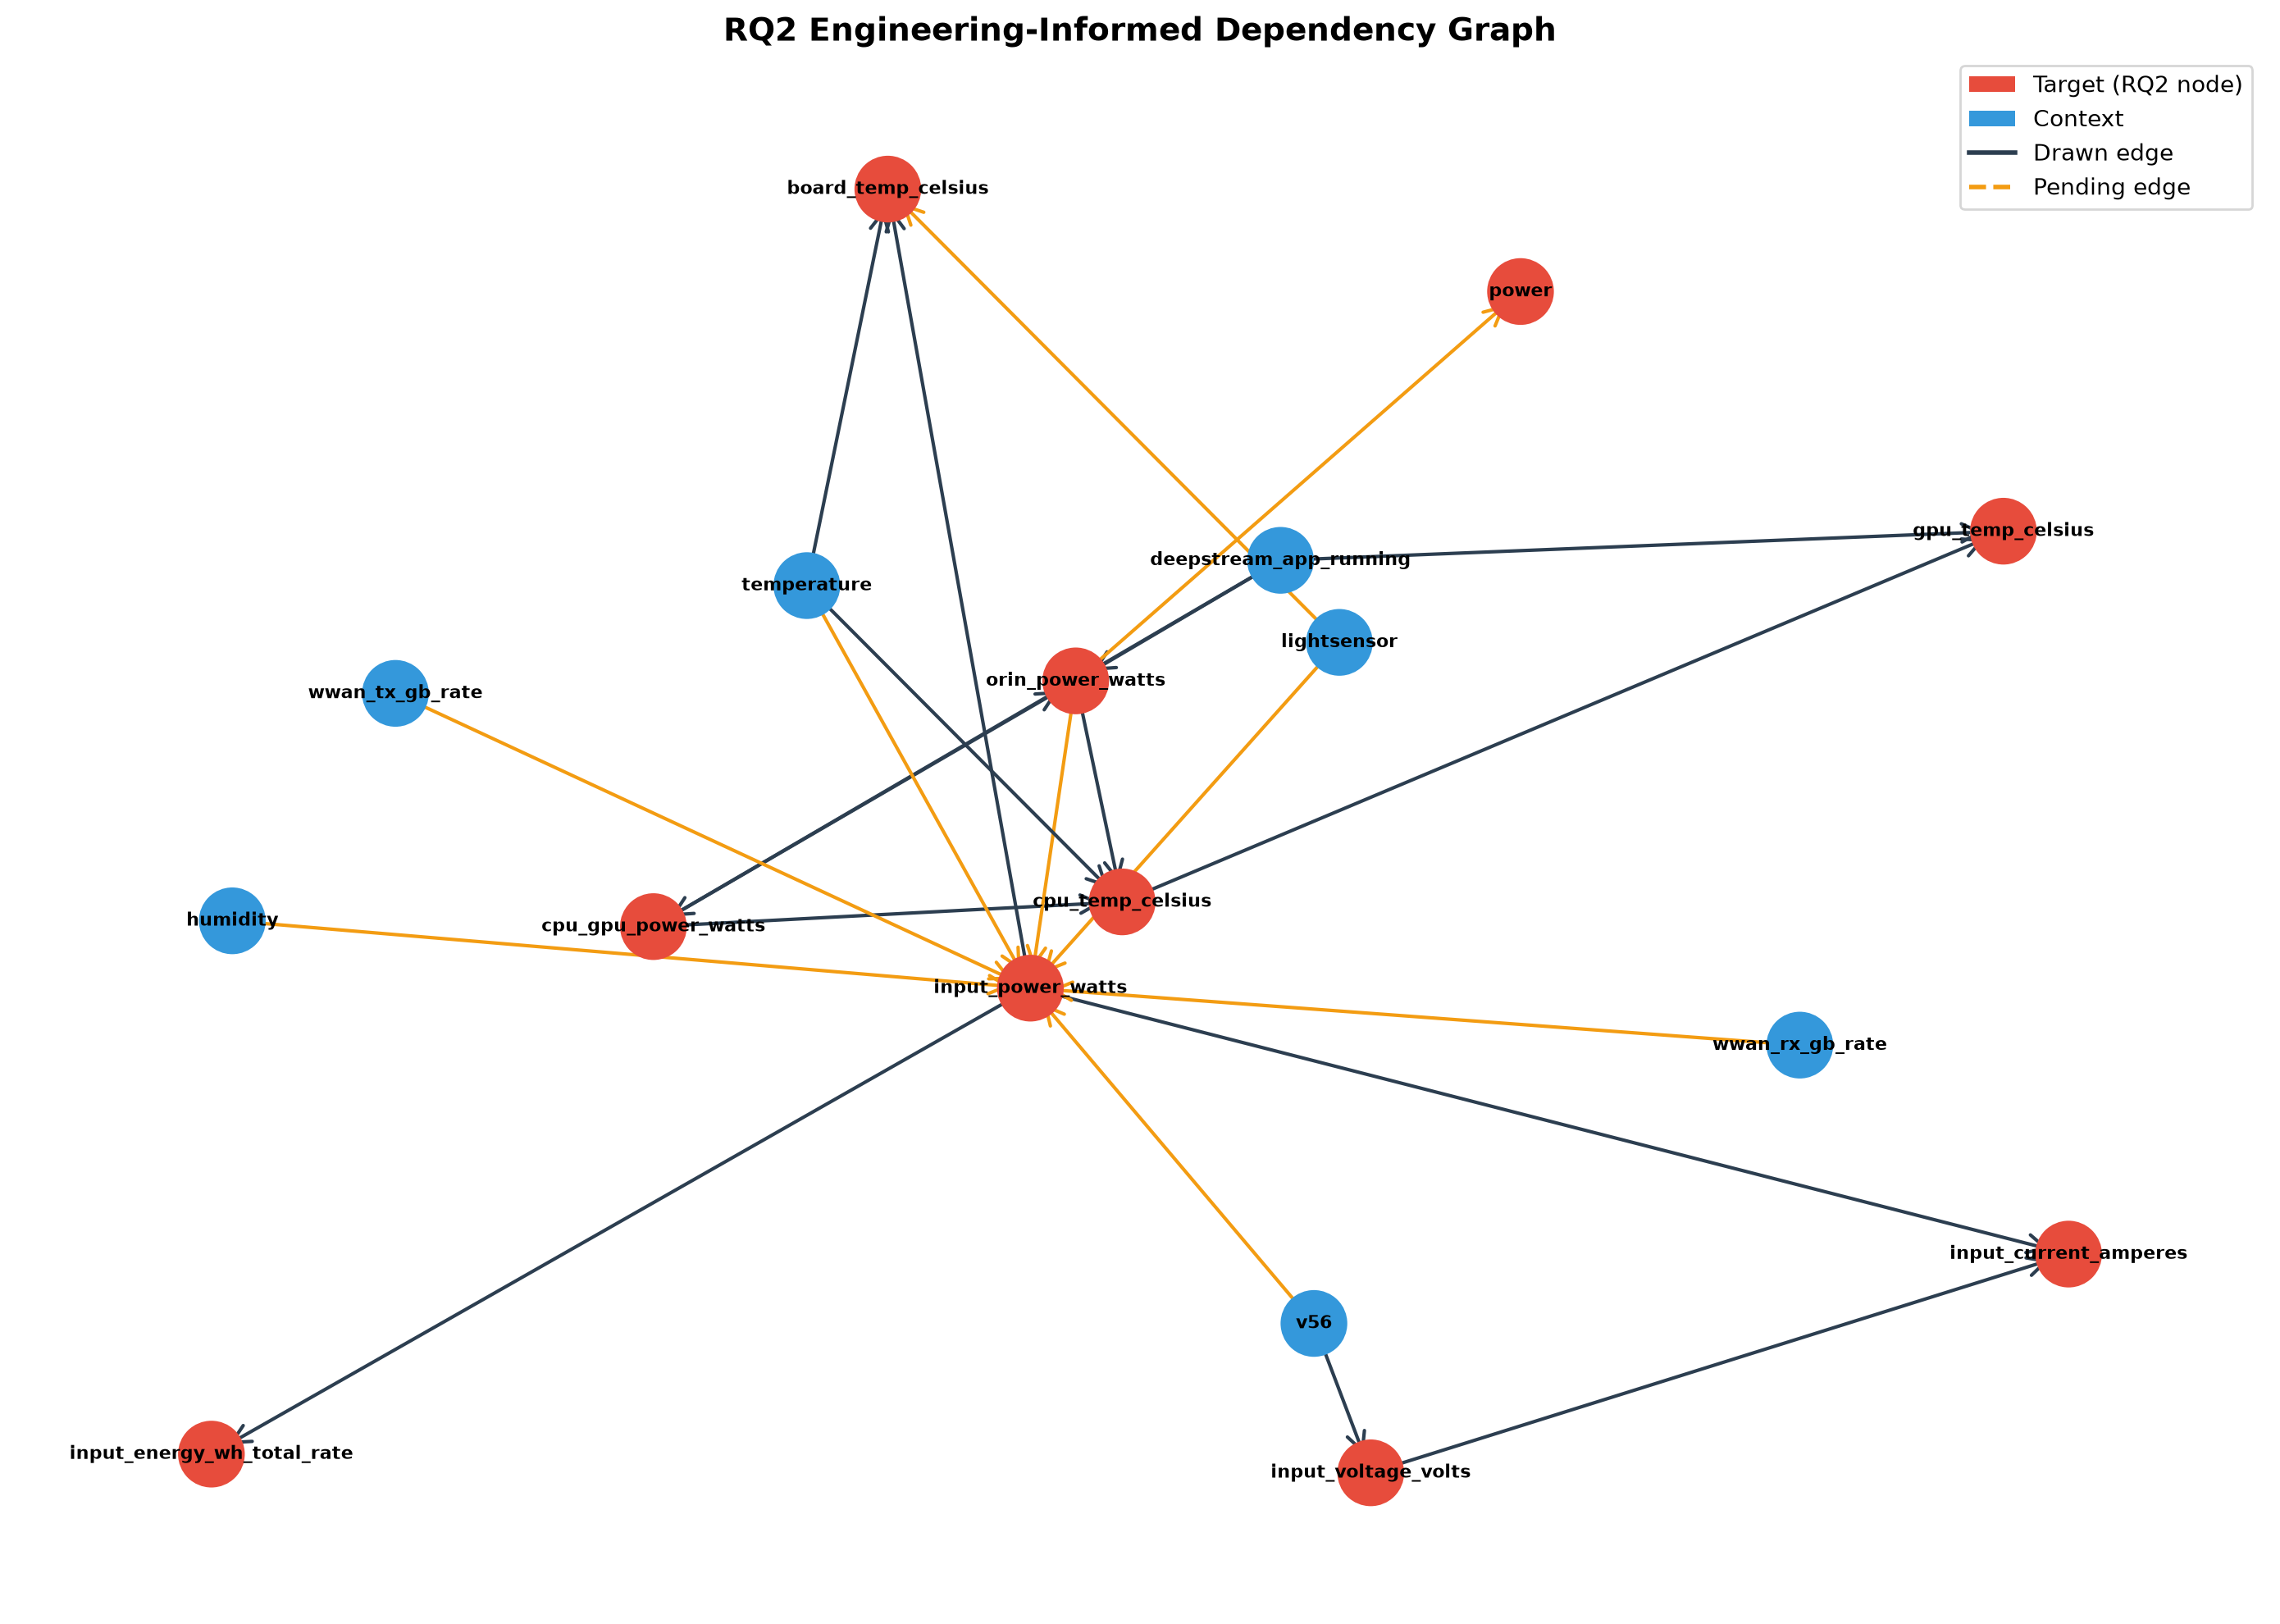 RQ2 Engineering-Informed Dependency Graph
Target (RQ2 node)
Context
Drawn edge
Pending edge
board_temp_celsius
power
gpu_temp_celsius
deepstream_app_running
temperature
lightsensor
orin_power_watts
wwan_tx_gb_rate
cpu_temp_celsius
humidity
cpu_gpu_power_watts
input_power_watts
wwan_rx_gb_rate
input_current_amperes
v56
input_energy_wh_total_rate
input_voltage_volts